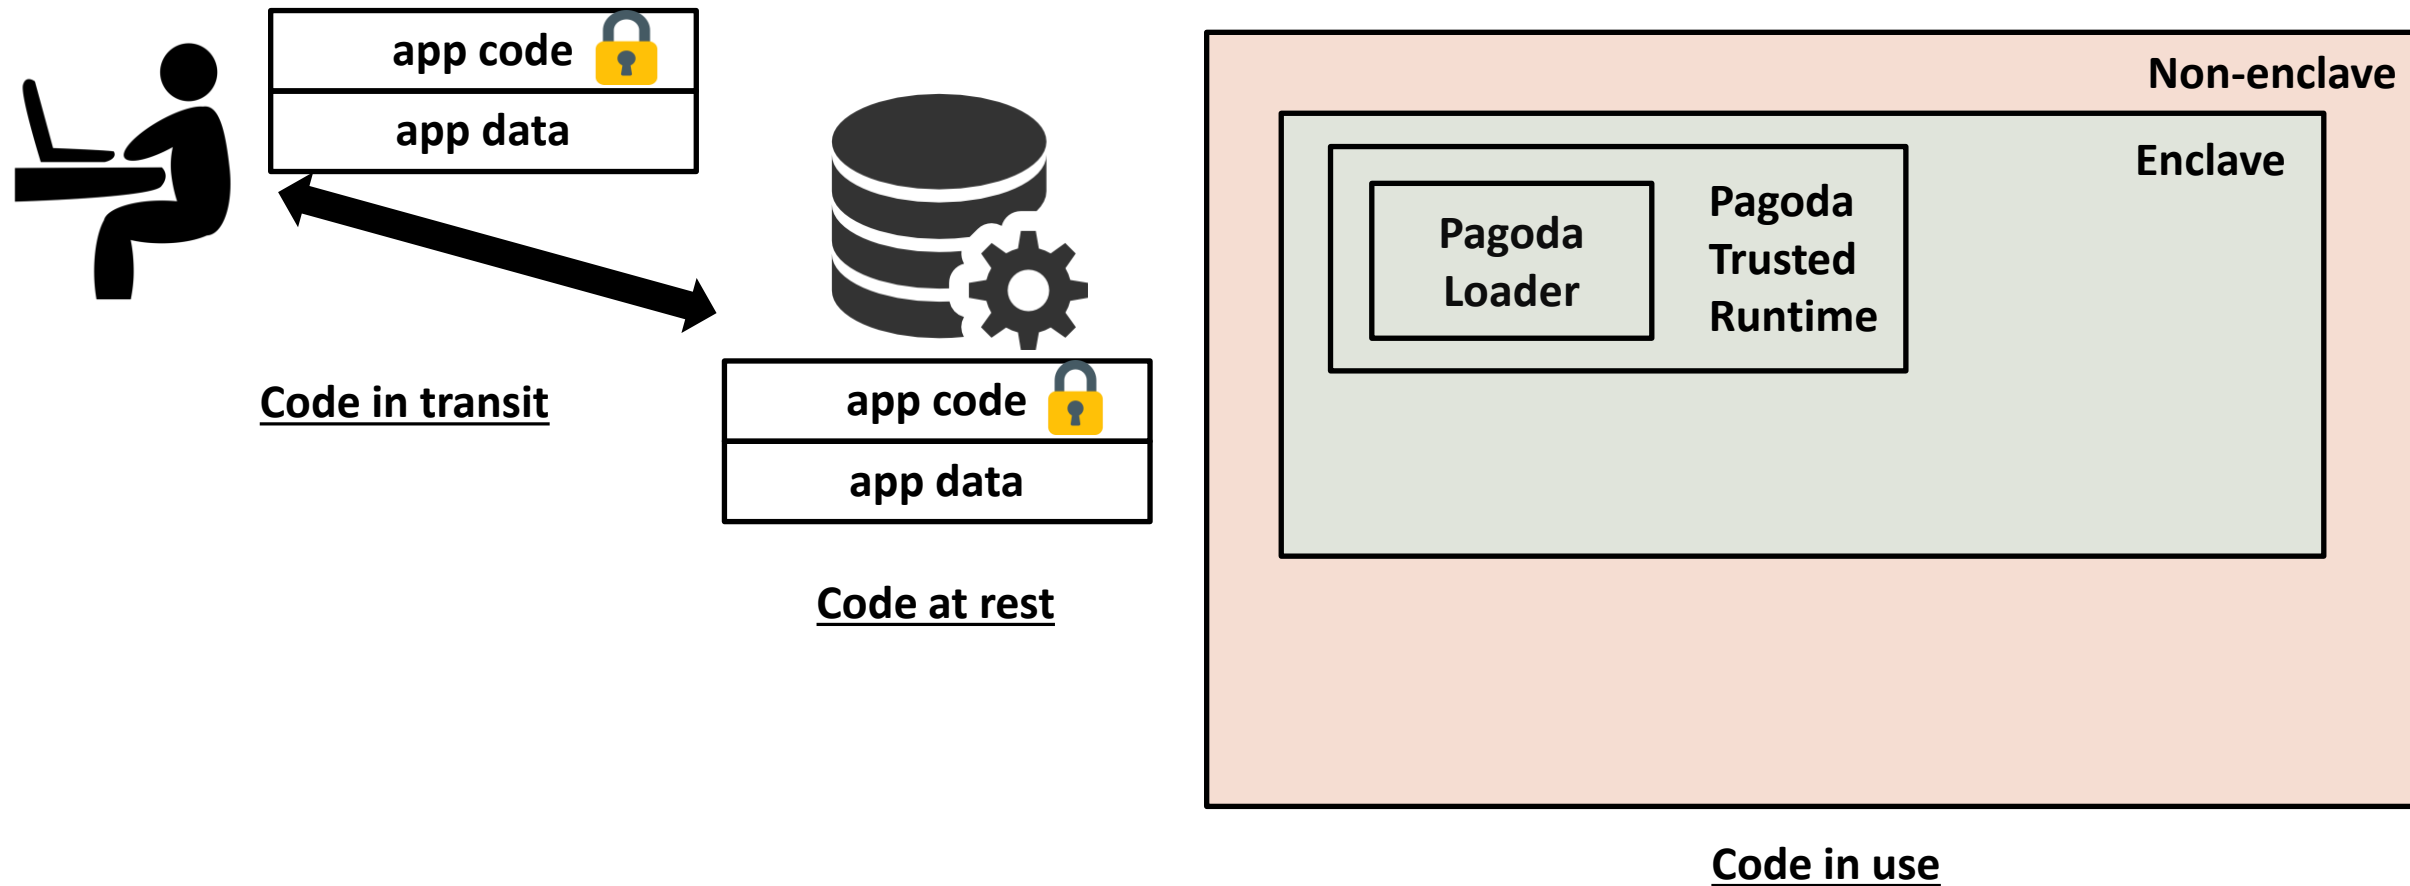 app code
app data
Code in transit
app code
app data
Code at rest
Non-enclave
Enclave
Pagoda
Loader
Pagoda
Trusted
Runtime
Code in use